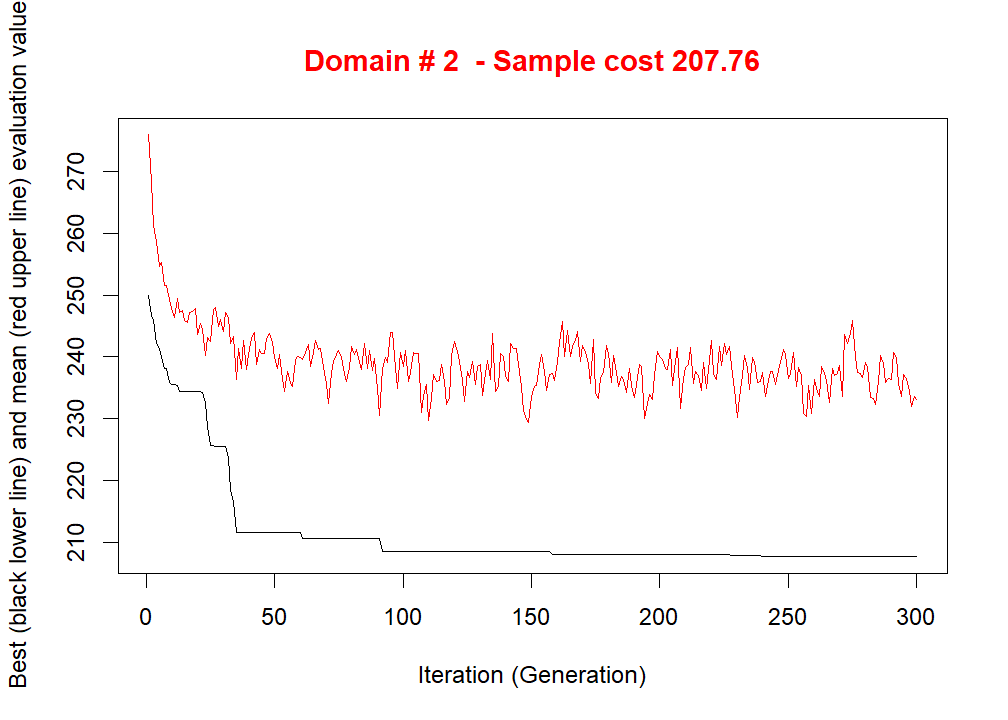 Domain # 2  - Sample cost 207.76
Best (black lower line) and mean (red upper line) evaluation value
270
260
250
240
230
220
210
0 50 100 150 200 250 300
Iteration (Generation)